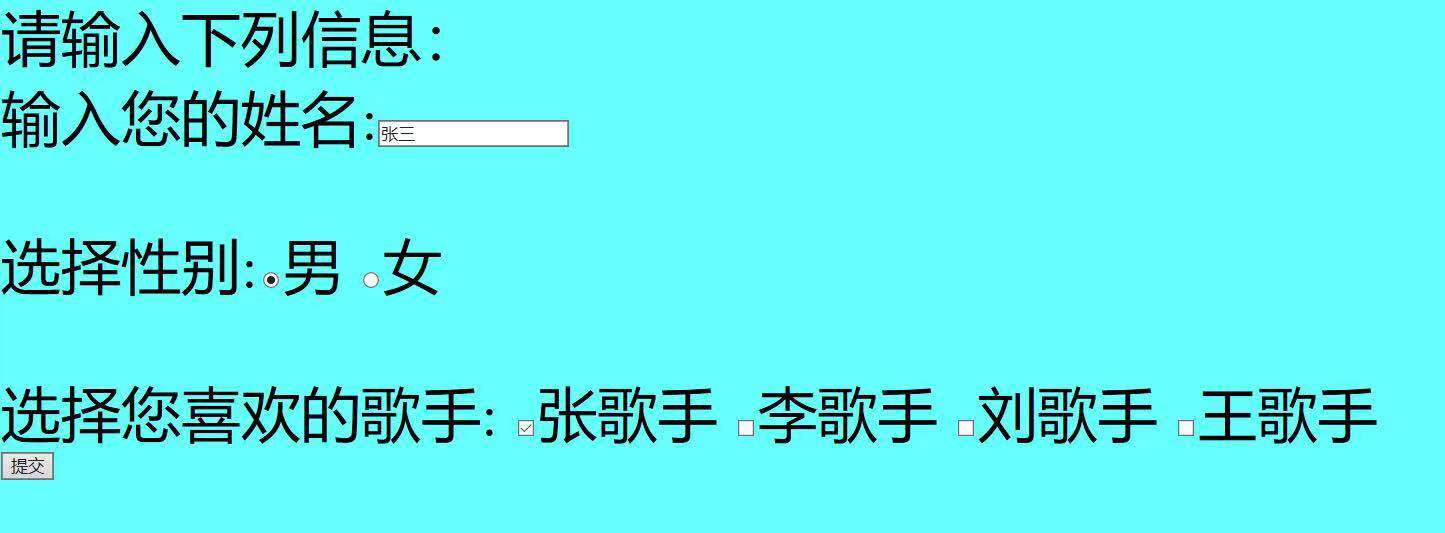 请输入下列信息：
输入您的姓名:张三
选择性别:男 女
选择您喜欢的歌手: 张歌手 李歌手 刘歌手 王歌手
提交